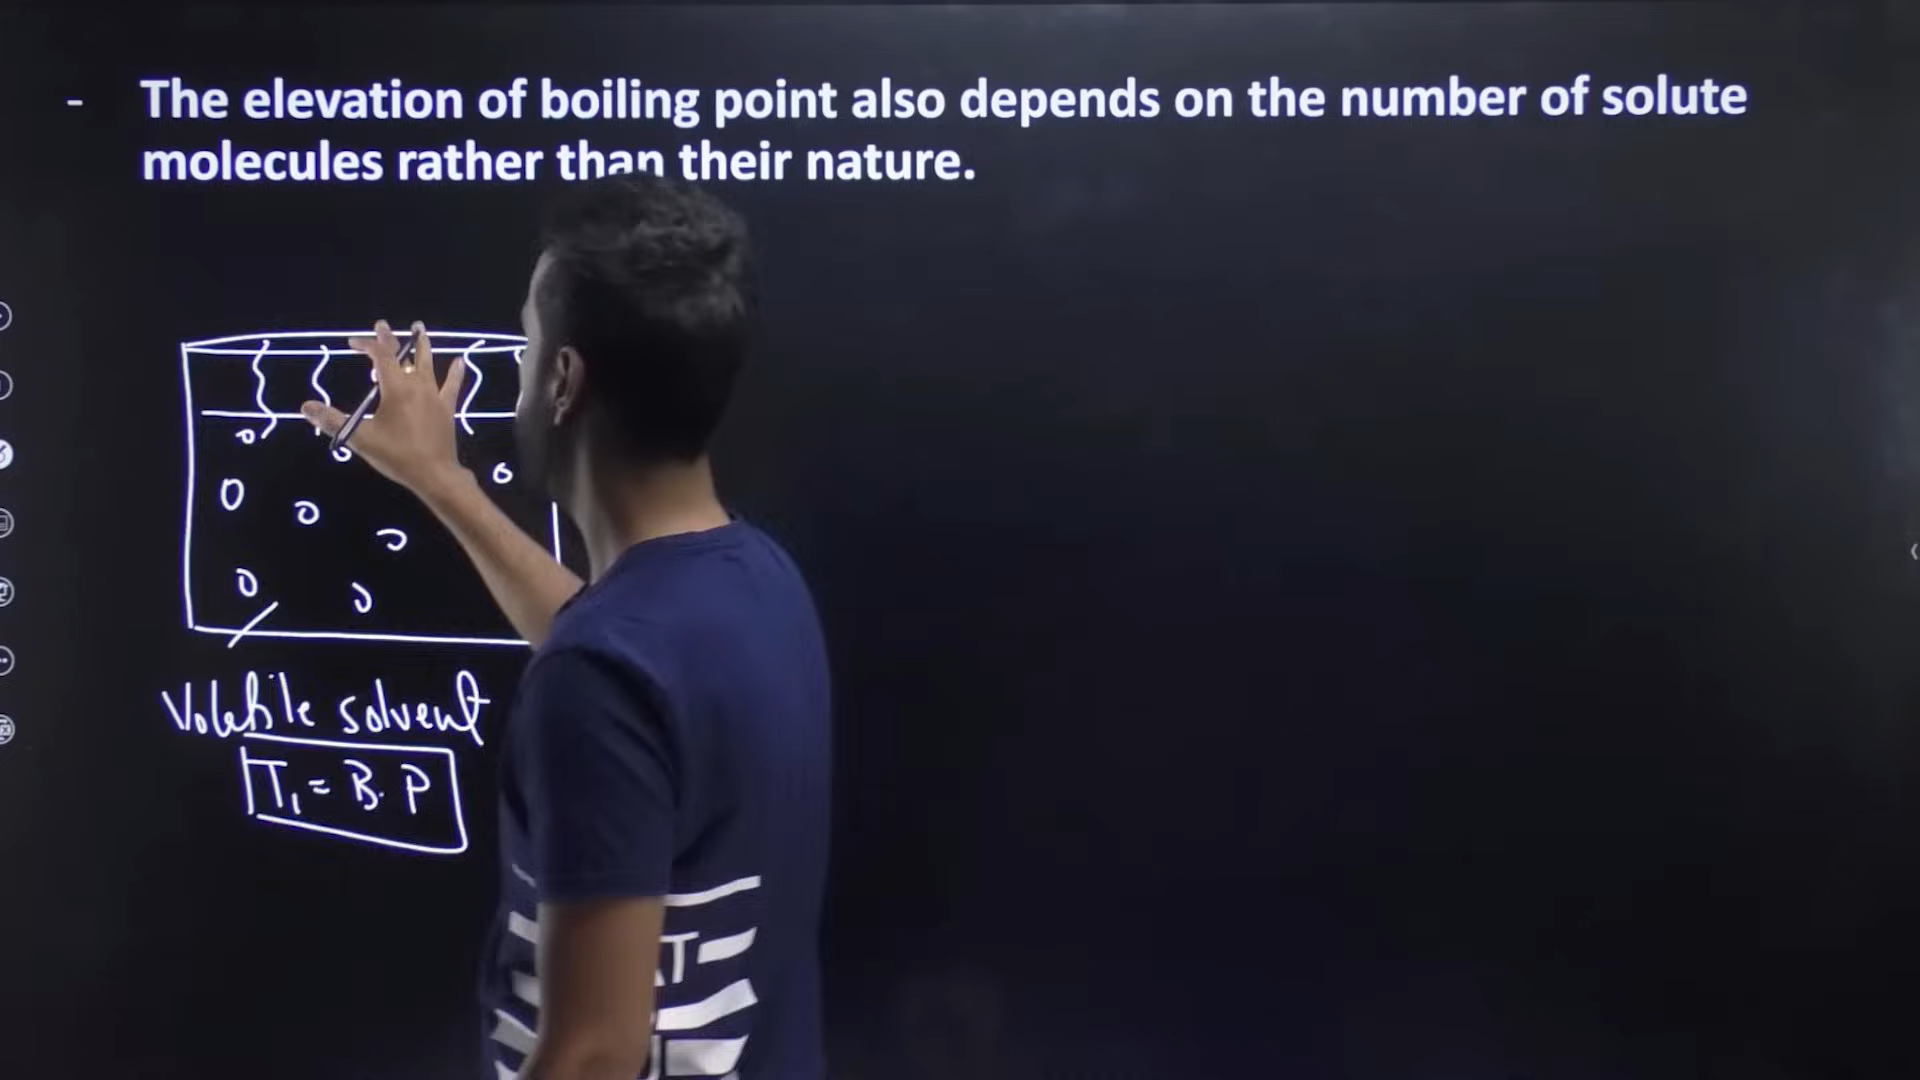 - The elevation of boiling point also depends on the number of solute
molecules rather than their nature.
Volatile solvent
T₁ = B. P